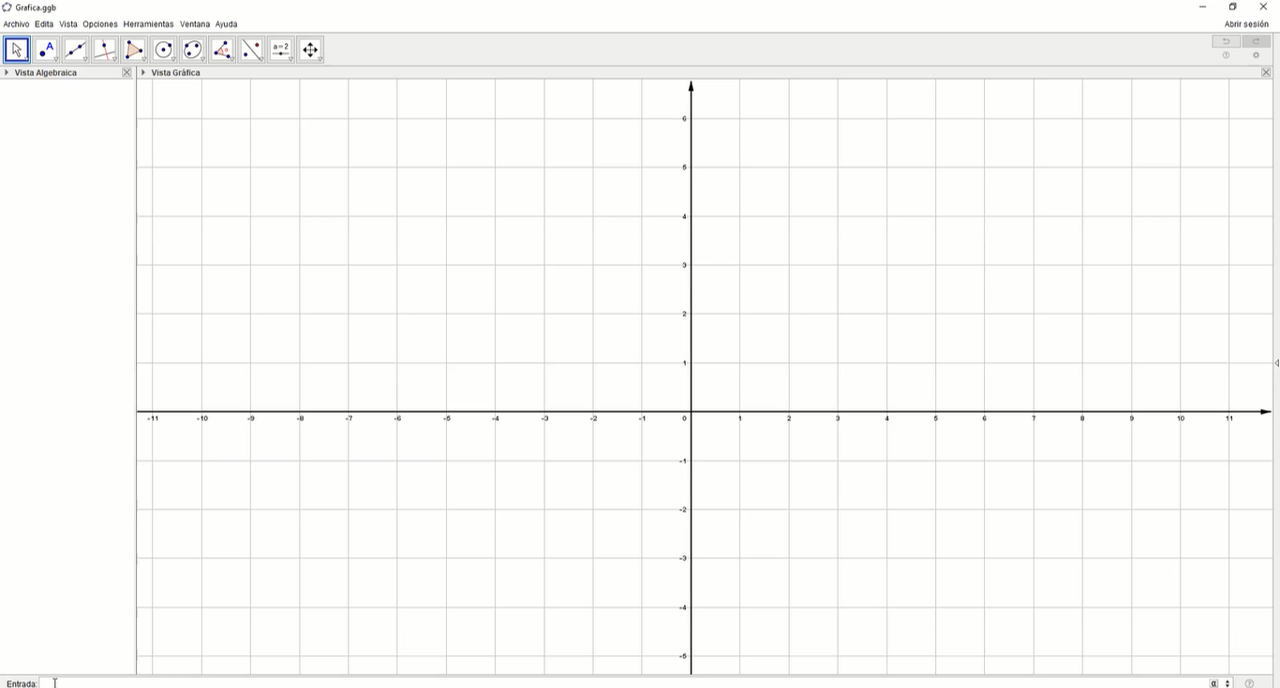 Grafica.ggb
Archivo Edita Vista Opciones Herramientas Ventana Ayuda
Abrir sesión
A
a=2
Vista Algebraica
Vista Gráfica
6
5
4
3
2
1
-11 -10 -9 -8 -7 -6 -5 -4 -3 -2 -1 0 1 2 3 4 5 6 7 8 9 10 11
-1
-2
-3
-4
-5
Entrada:
α